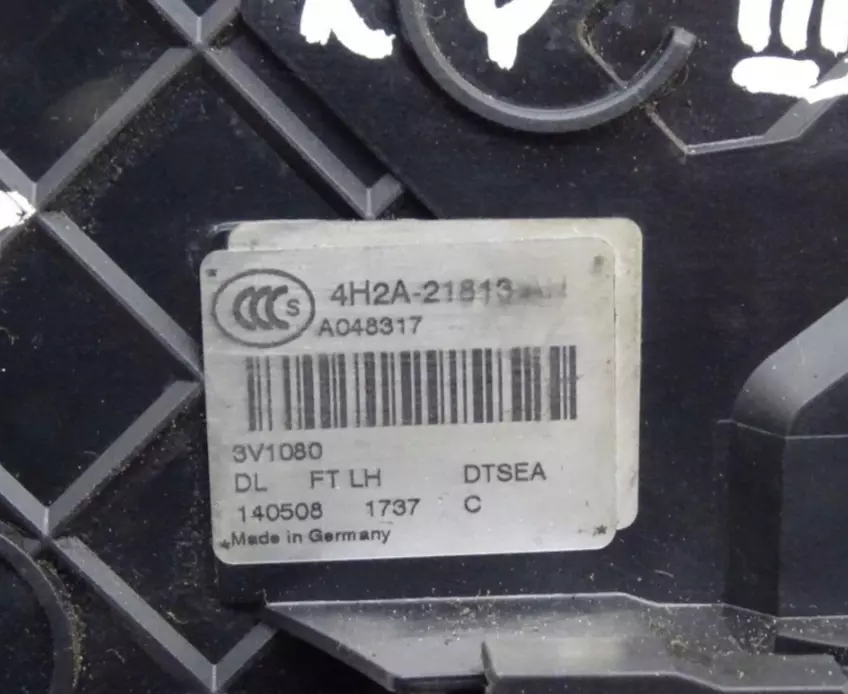 CCC S 4H2A-21813
A048317
3V1080
DL FT LH DTSEA
140508 1737 C
Made in Germany